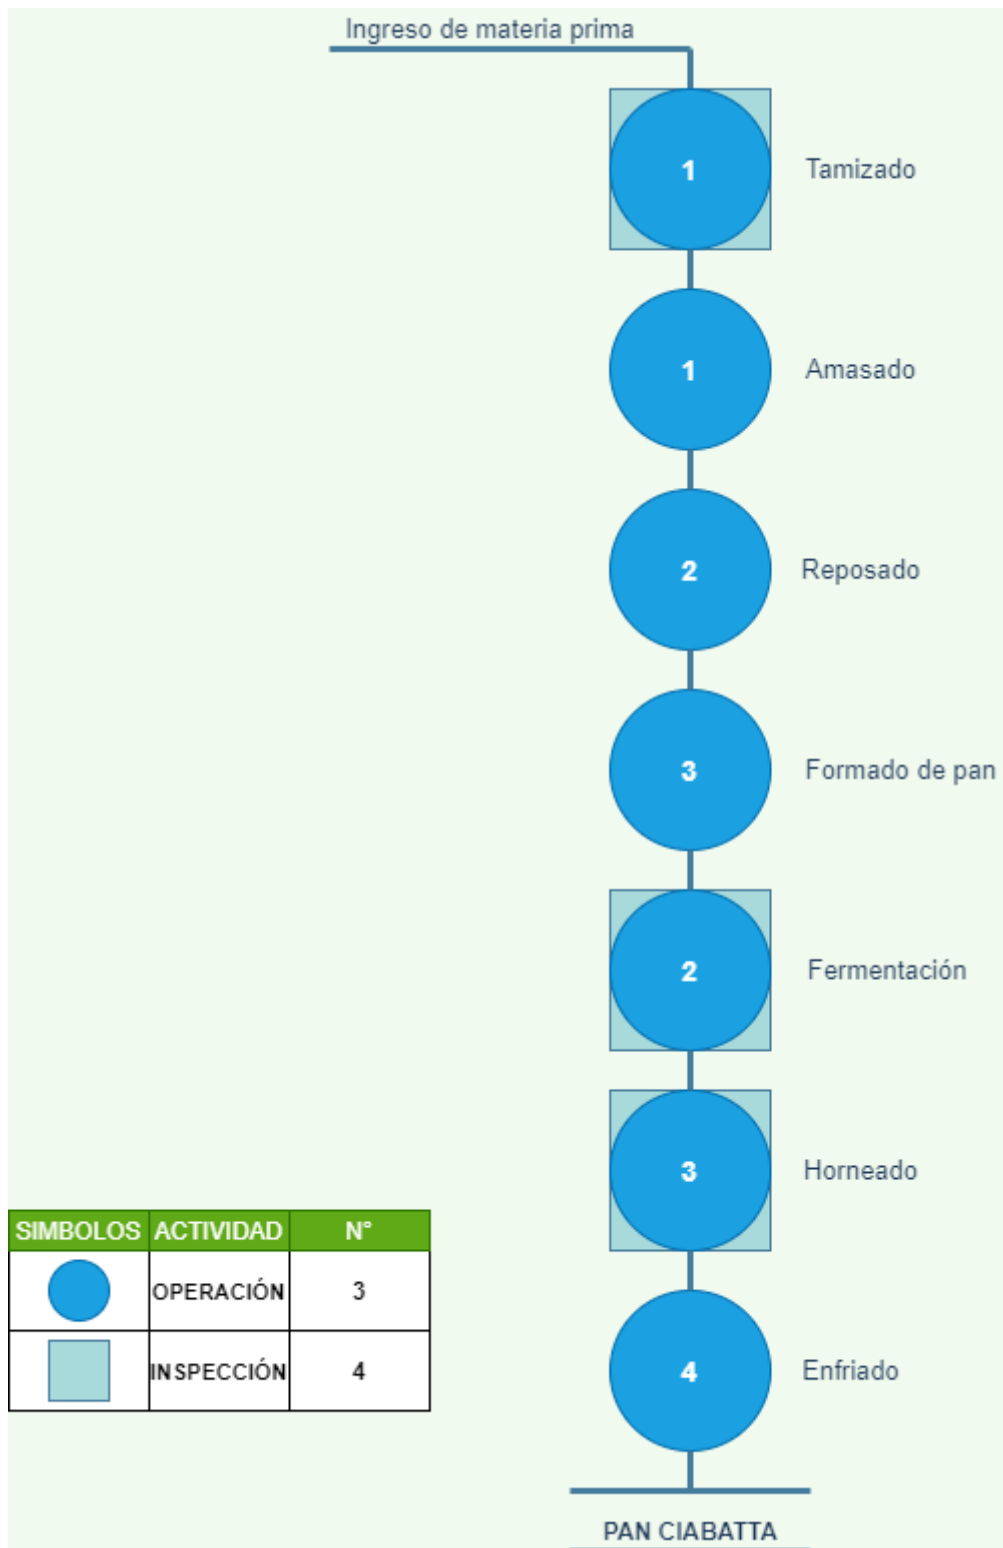 Ingreso de materia prima
1 Tamizado
1 Amasado
2 Reposado
3 Formado de pan
2 Fermentación
3 Horneado
SIMBOLOS ACTIVIDAD N°
OPERACIÓN 3
INSPECCIÓN 4
4 Enfriado
PAN CIABATTA